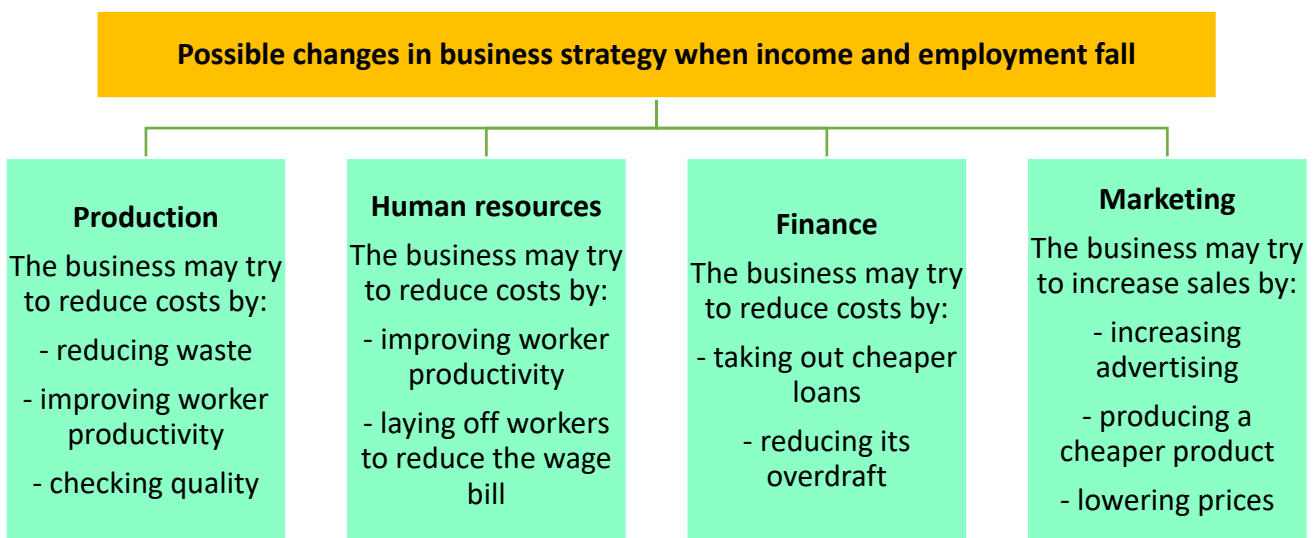 Possible changes in business strategy when income and employment fall
Production
The business may try
to reduce costs by:
- reducing waste
- improving worker
productivity
- checking quality
Human resources
The business may try
to reduce costs by:
- improving worker
productivity
- laying off workers
to reduce the wage
bill
Finance
The business may try
to reduce costs by:
- taking out cheaper
loans
- reducing its
overdraft
Marketing
The business may try
to increase sales by:
- increasing
advertising
- producing a
cheaper product
- lowering prices